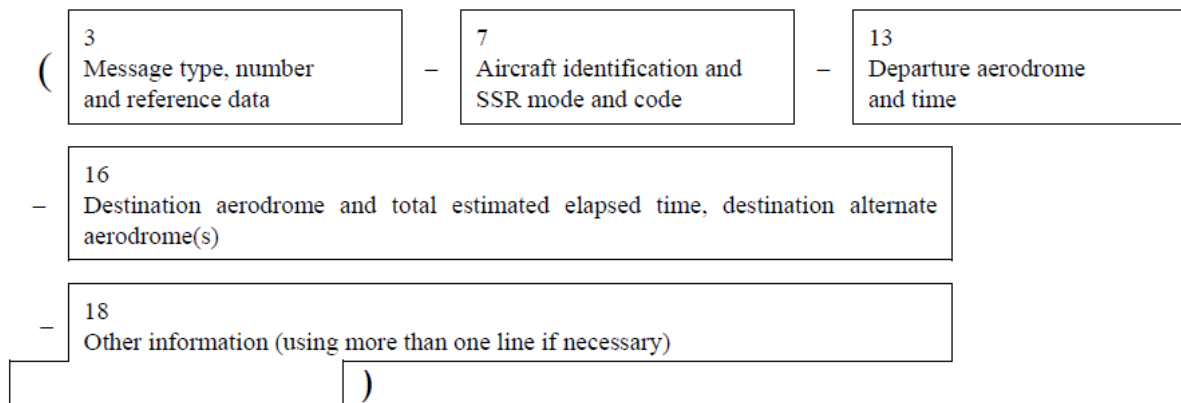 3 7 13
( Message type, number – Aircraft identification and – Departure aerodrome
and reference data SSR mode and code and time
16
– Destination aerodrome and total estimated elapsed time, destination alternate
aerodrome(s)
18
– Other information (using more than one line if necessary)
)